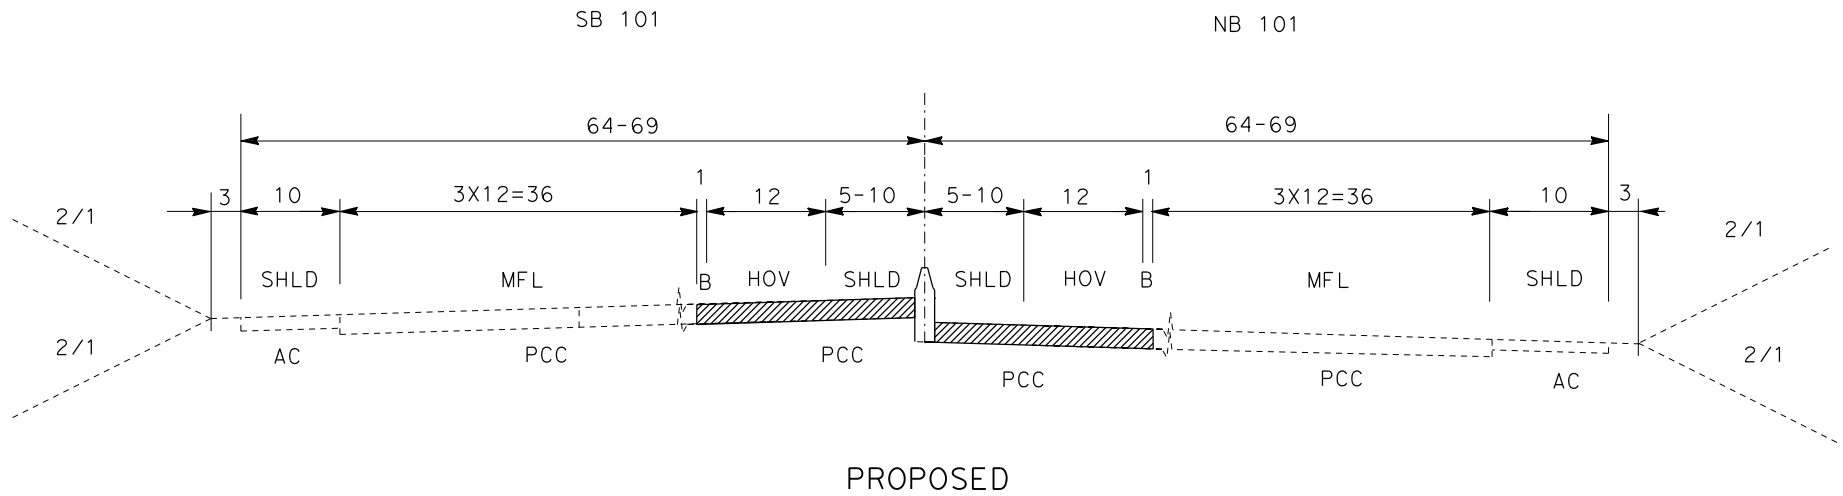 SB 101
NB 101
64-69
64-69
1
1
3
10
3X12=36
12
5-10
5-10
12
3X12=36
10
3
2/1
2/1
SHLD
MFL
B
HOV
SHLD
SHLD
HOV
B
MFL
SHLD
2/1
2/1
AC
PCC
PCC
PCC
PCC
AC
PROPOSED